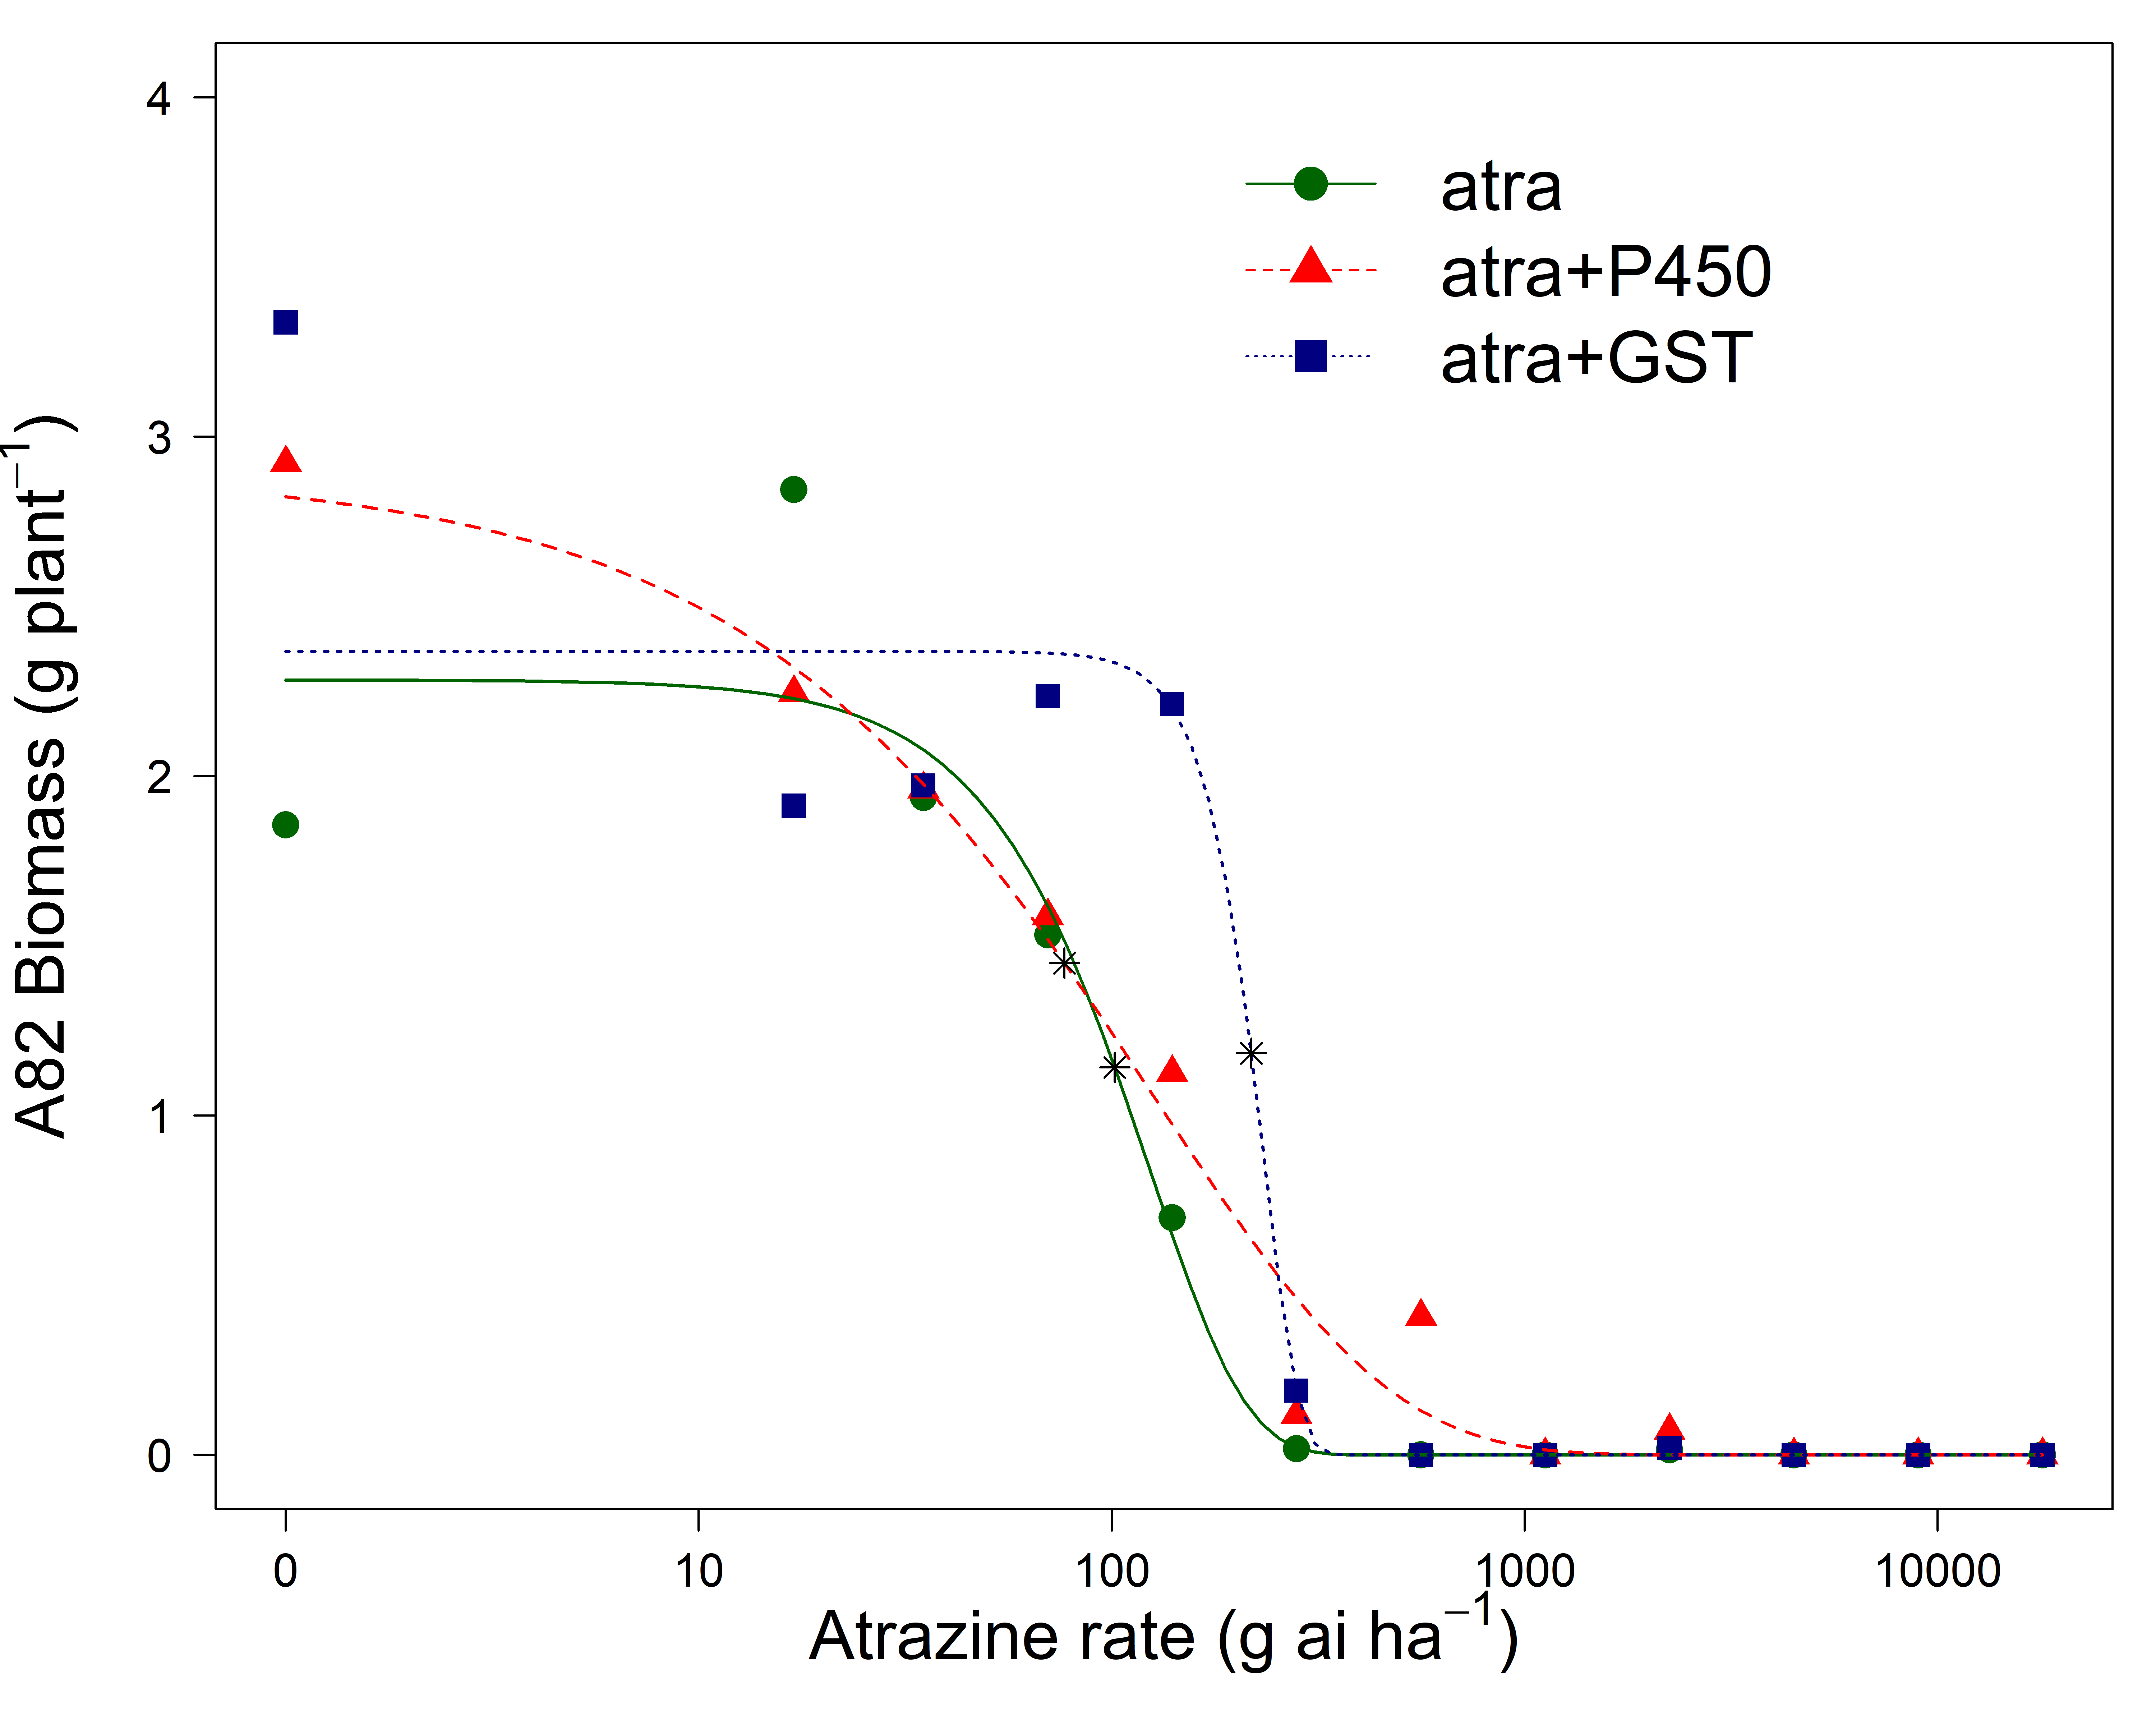 4
3
2
1
0
A82 Biomass (g plant⁻¹)
atra
atra+P450
atra+GST
0 10 100 1000 10000
Atrazine rate (g ai ha⁻¹)